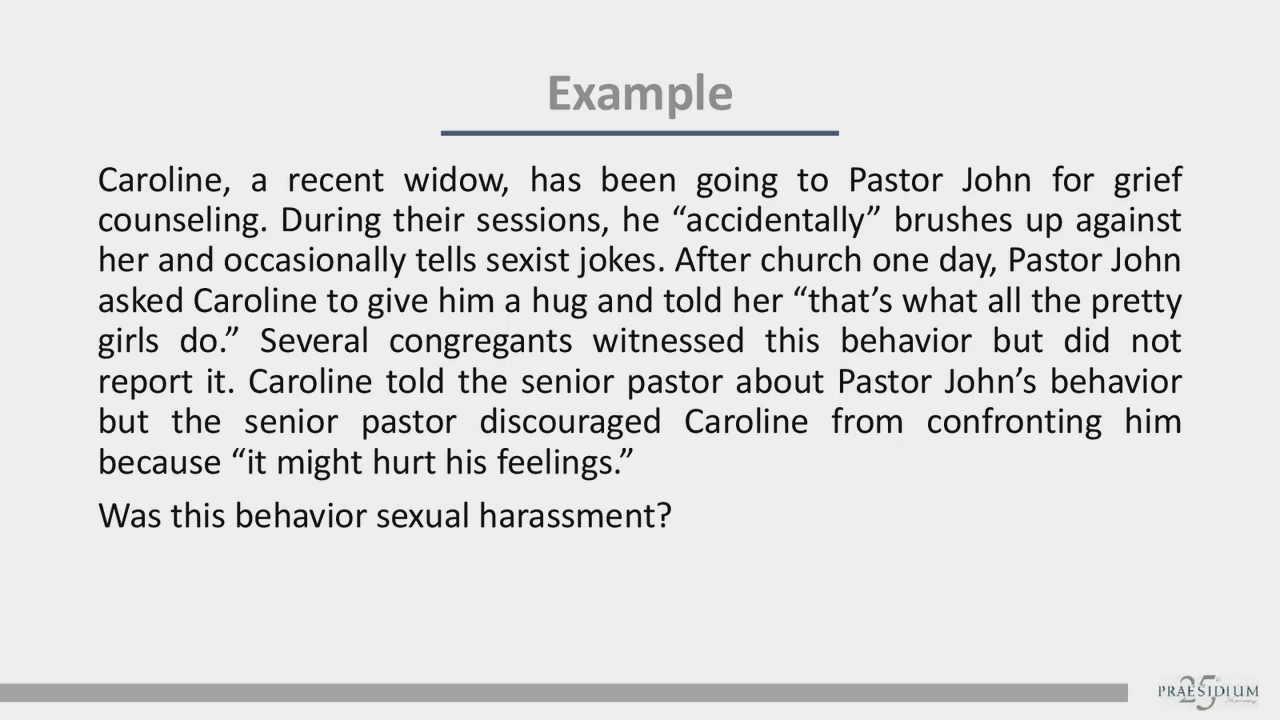 Example
Caroline, a recent widow, has been going to Pastor John for grief
counseling. During their sessions, he “accidentally” brushes up against
her and occasionally tells sexist jokes. After church one day, Pastor John
asked Caroline to give him a hug and told her “that’s what all the pretty
girls do.” Several congregants witnessed this behavior but did not
report it. Caroline told the senior pastor about Pastor John’s behavior
but the senior pastor discouraged Caroline from confronting him
because “it might hurt his feelings.”
Was this behavior sexual harassment?
25
PRAESIDIUM